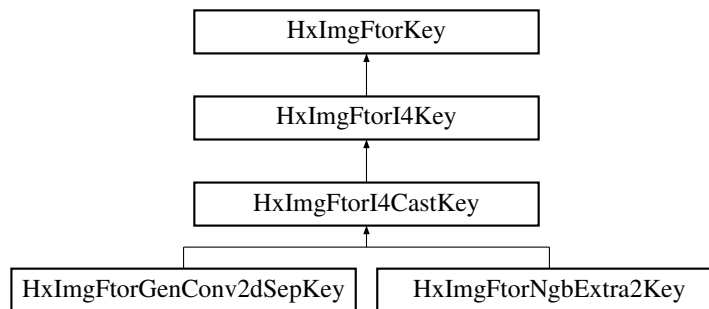 HxImgFtorKey
HxImgFtorI4Key
HxImgFtorI4CastKey
HxImgFtorGenConv2dSepKey
HxImgFtorNgbExtra2Key